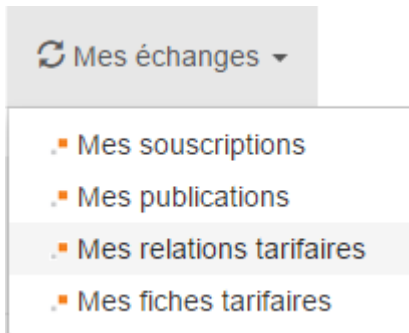 Mes échanges
Mes souscriptions
Mes publications
Mes relations tarifaires
Mes fiches tarifaires